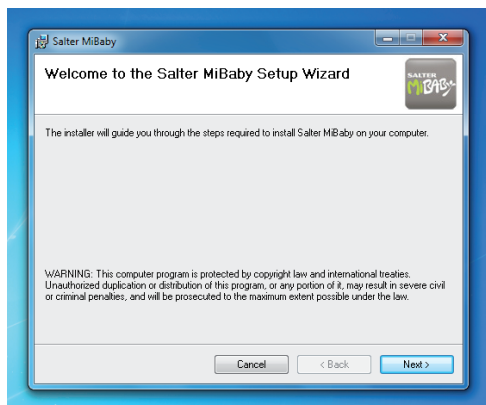 Salter MiBaby
Welcome to the Salter MiBaby Setup Wizard
SALTER
MiBABY
The installer will guide you through the steps required to install Salter MiBaby on your computer.
WARNING: This computer program is protected by copyright law and international treaties.
Unauthorized duplication or distribution of this program, or any portion of it, may result in severe civil
or criminal penalties, and will be prosecuted to the maximum extent possible under the law.
Cancel
< Back
Next >